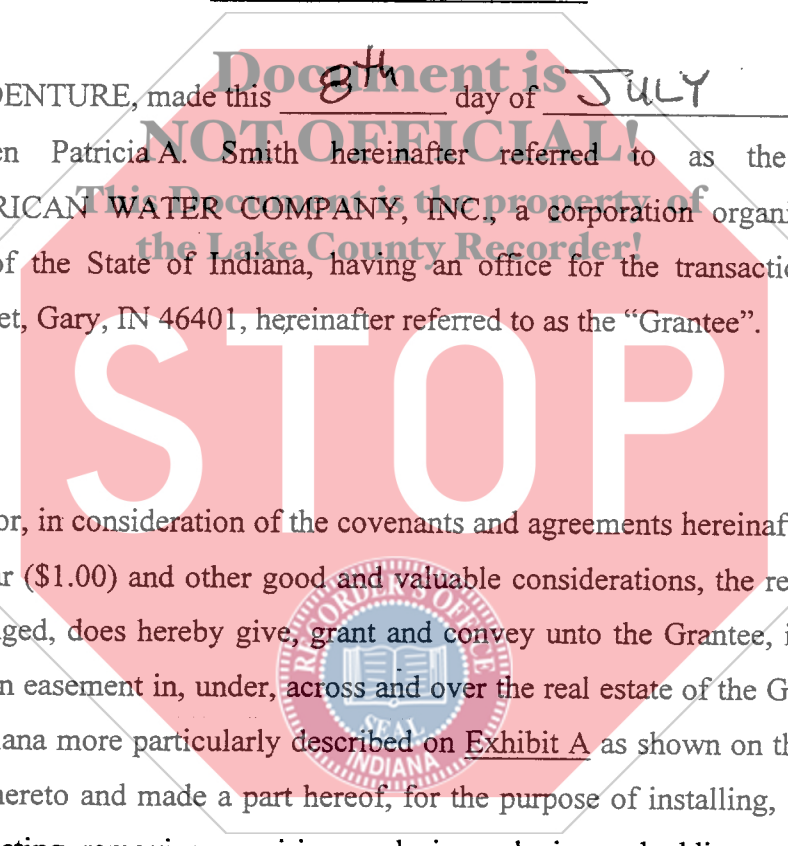 Document is
NOT OFFICIAL!
This Document is the property of
the Lake County Recorder!
STOP
DENTURE, made this 8th day of JULY
en Patricia A. Smith hereinafter referred to as the
RICAN WATER COMPANY, INC., a corporation organi
of the State of Indiana, having an office for the transactio
et, Gary, IN 46401, hereinafter referred to as the “Grantee”.
or, in consideration of the covenants and agreements hereinaf
r ($1.00) and other good and valuable considerations, the re
ged, does hereby give, grant and convey unto the Grantee, i
n easement in, under, across and over the real estate of the G
iana more particularly described on Exhibit A as shown on th
hereto and made a part hereof, for the purpose of installing,
RECORDER'S OFFICE
SEAL
INDIANA